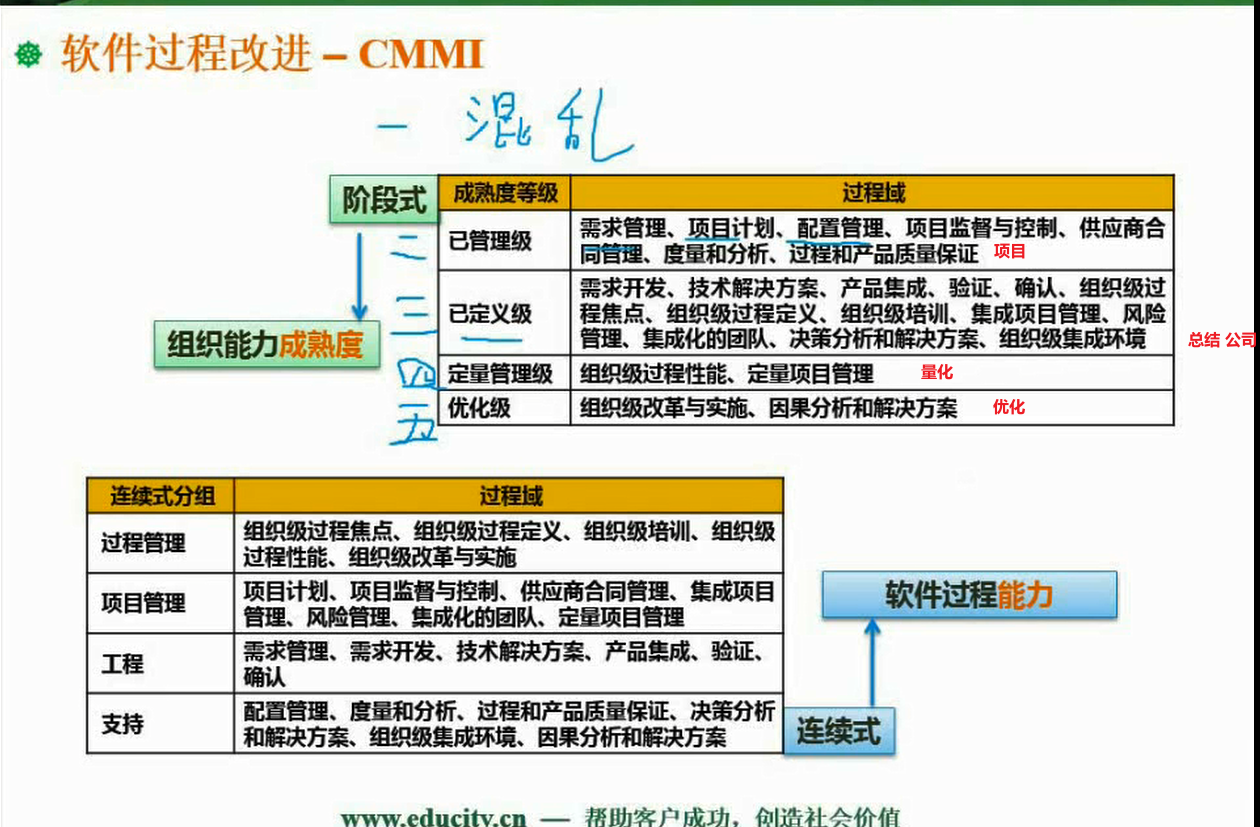 软件过程改进 – CMMI
一 混乱
阶段式
成熟度等级 过程域
二 已管理级 需求管理、项目计划、配置管理、项目监督与控制、供应商合
同管理、度量和分析、过程和产品质量保证 项目
三 已定义级 需求开发、技术解决方案、产品集成、验证、确认、组织级过
程焦点、组织级过程定义、组织级培训、集成项目管理、风险
管理、集成化的团队、决策分析和解决方案、组织级集成环境 总结 公司
组织能力成熟度
四 定量管理级 组织级过程性能、定量项目管理 量化
五 优化级 组织级改革与实施、因果分析和解决方案 优化
连续式分组 过程域
过程管理 组织级过程焦点、组织级过程定义、组织级培训、组织级
过程性能、组织级改革与实施
项目管理 项目计划、项目监督与控制、供应商合同管理、集成项目
管理、风险管理、集成化的团队、定量项目管理
软件过程能力
工程 需求管理、需求开发、技术解决方案、产品集成、验证、
确认
支持 配置管理、度量和分析、过程和产品质量保证、决策分析
和解决方案、组织级集成环境、因果分析和解决方案
连续式
www.educity.cn — 帮助客户成功，创造社会价值